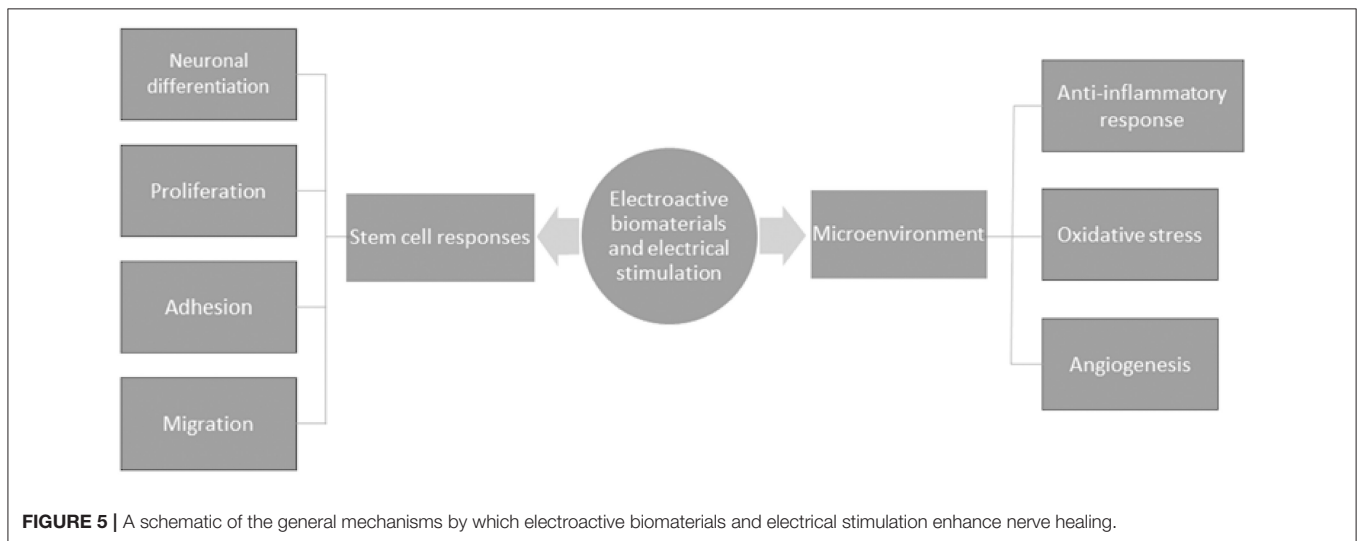 Neuronal
differentiation
Proliferation
Adhesion
Migration
Stem cell responses
Electroactive
biomaterials
and electrical
stimulation
Microenvironment
Anti-inflammatory
response
Oxidative stress
Angiogenesis
FIGURE 5 | A schematic of the general mechanisms by which electroactive biomaterials and electrical stimulation enhance nerve healing.